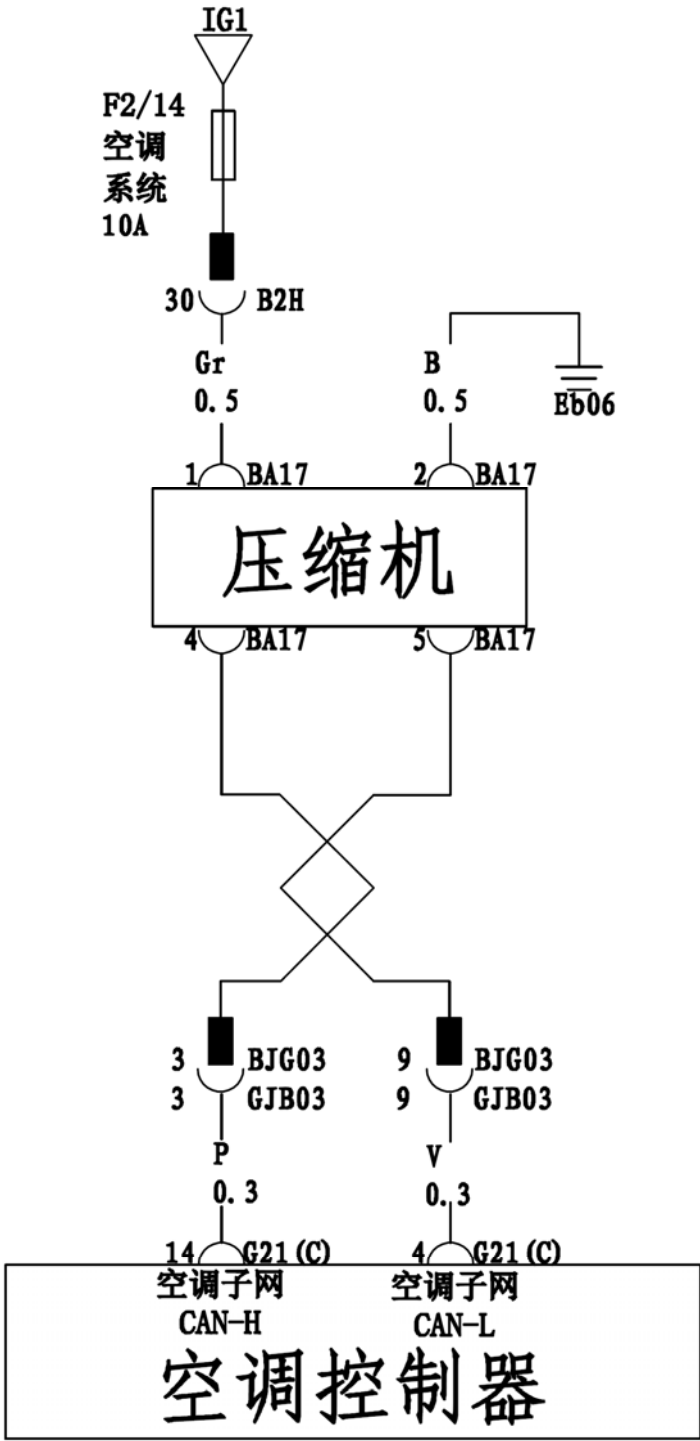 IG1
F2/14
空调
系统
10A
30 B2H
Gr B
0.5 0.5
Eb06
1 BA17 2 BA17
压缩机
4 BA17 5 BA17
3 BJG03 9 BJG03
3 GJB03 9 GJB03
P V
0.3 0.3
14 G21(C) 4 G21(C)
空调子网 空调子网
CAN-H CAN-L
空调控制器